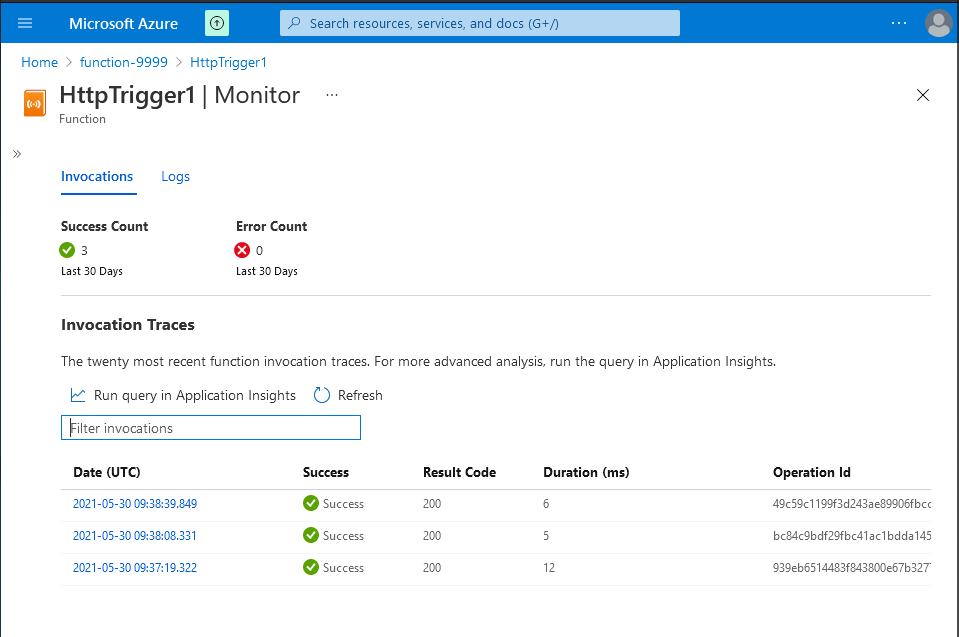 Microsoft Azure
Search resources, services, and docs (G+/)
Home > function-9999 > HttpTrigger1
HttpTrigger1 | Monitor ...
Function
Invocations Logs
Success Count Error Count
3 0
Last 30 Days Last 30 Days
Invocation Traces
The twenty most recent function invocation traces. For more advanced analysis, run the query in Application Insights.
Run query in Application Insights Refresh
Filter invocations
Date (UTC) Success Result Code Duration (ms) Operation Id
2021-05-30 09:38:39.849 Success 200 6 49c59c1199f3d243ae89906fbcc
2021-05-30 09:38:08.331 Success 200 5 bc84c9bdf29fbc41ac1bdda145
2021-05-30 09:37:19.322 Success 200 12 939eb6514483f843800e67b327